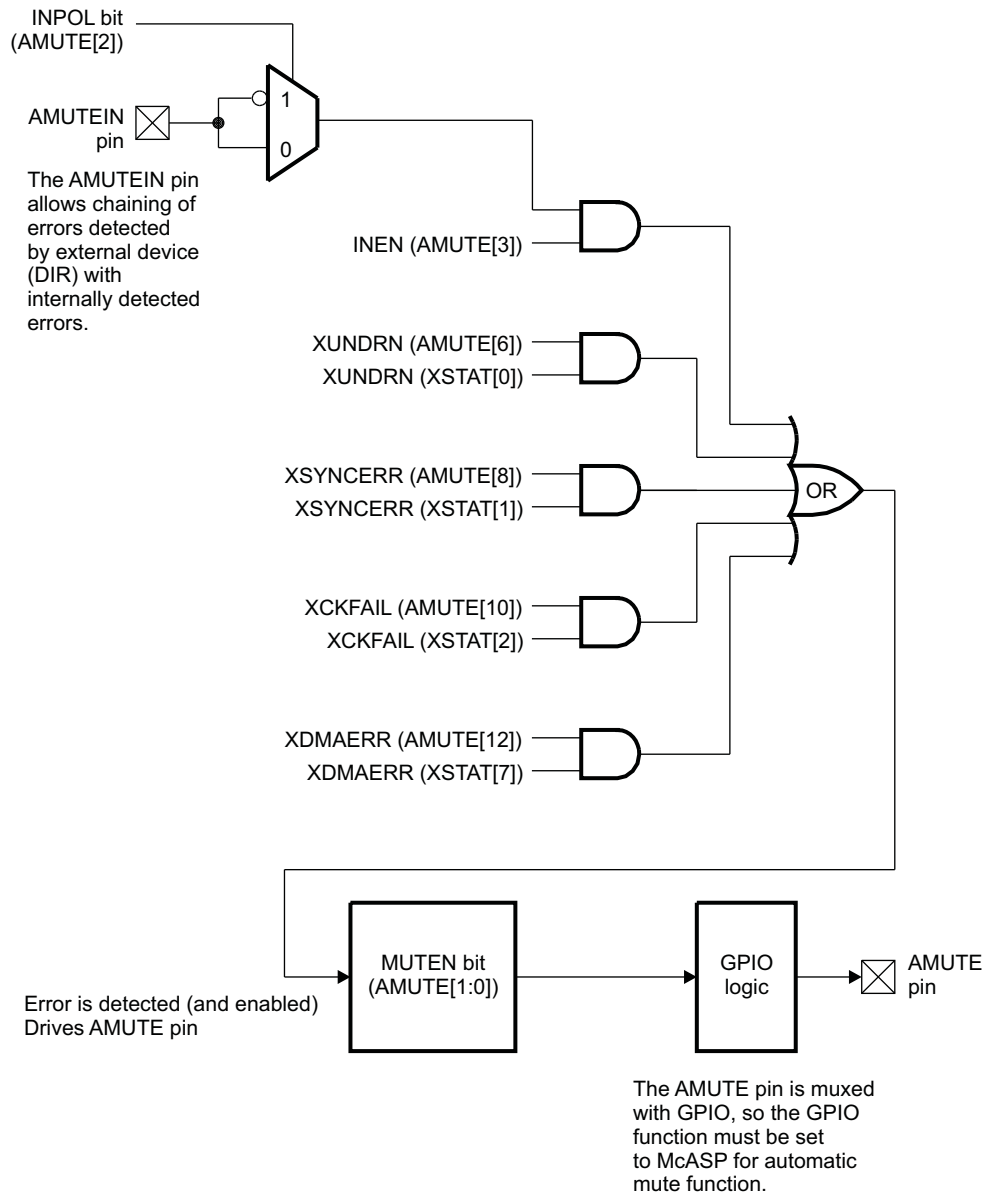 INPOL bit
(AMUTE[2])
1
AMUTEIN
pin
0
The AMUTEIN pin
allows chaining of
errors detected
by external device
(DIR) with
internally detected
errors.
INEN (AMUTE[3])
XUNDRN (AMUTE[6])
XUNDRN (XSTAT[0])
XSYNCERR (AMUTE[8])
XSYNCERR (XSTAT[1])
OR
XCKFAIL (AMUTE[10])
XCKFAIL (XSTAT[2])
XDMAERR (AMUTE[12])
XDMAERR (XSTAT[7])
Error is detected (and enabled)
Drives AMUTE pin
MUTEN bit
(AMUTE[1:0])
GPIO
logic
AMUTE
pin
The AMUTE pin is muxed
with GPIO, so the GPIO
function must be set
to McASP for automatic
mute function.